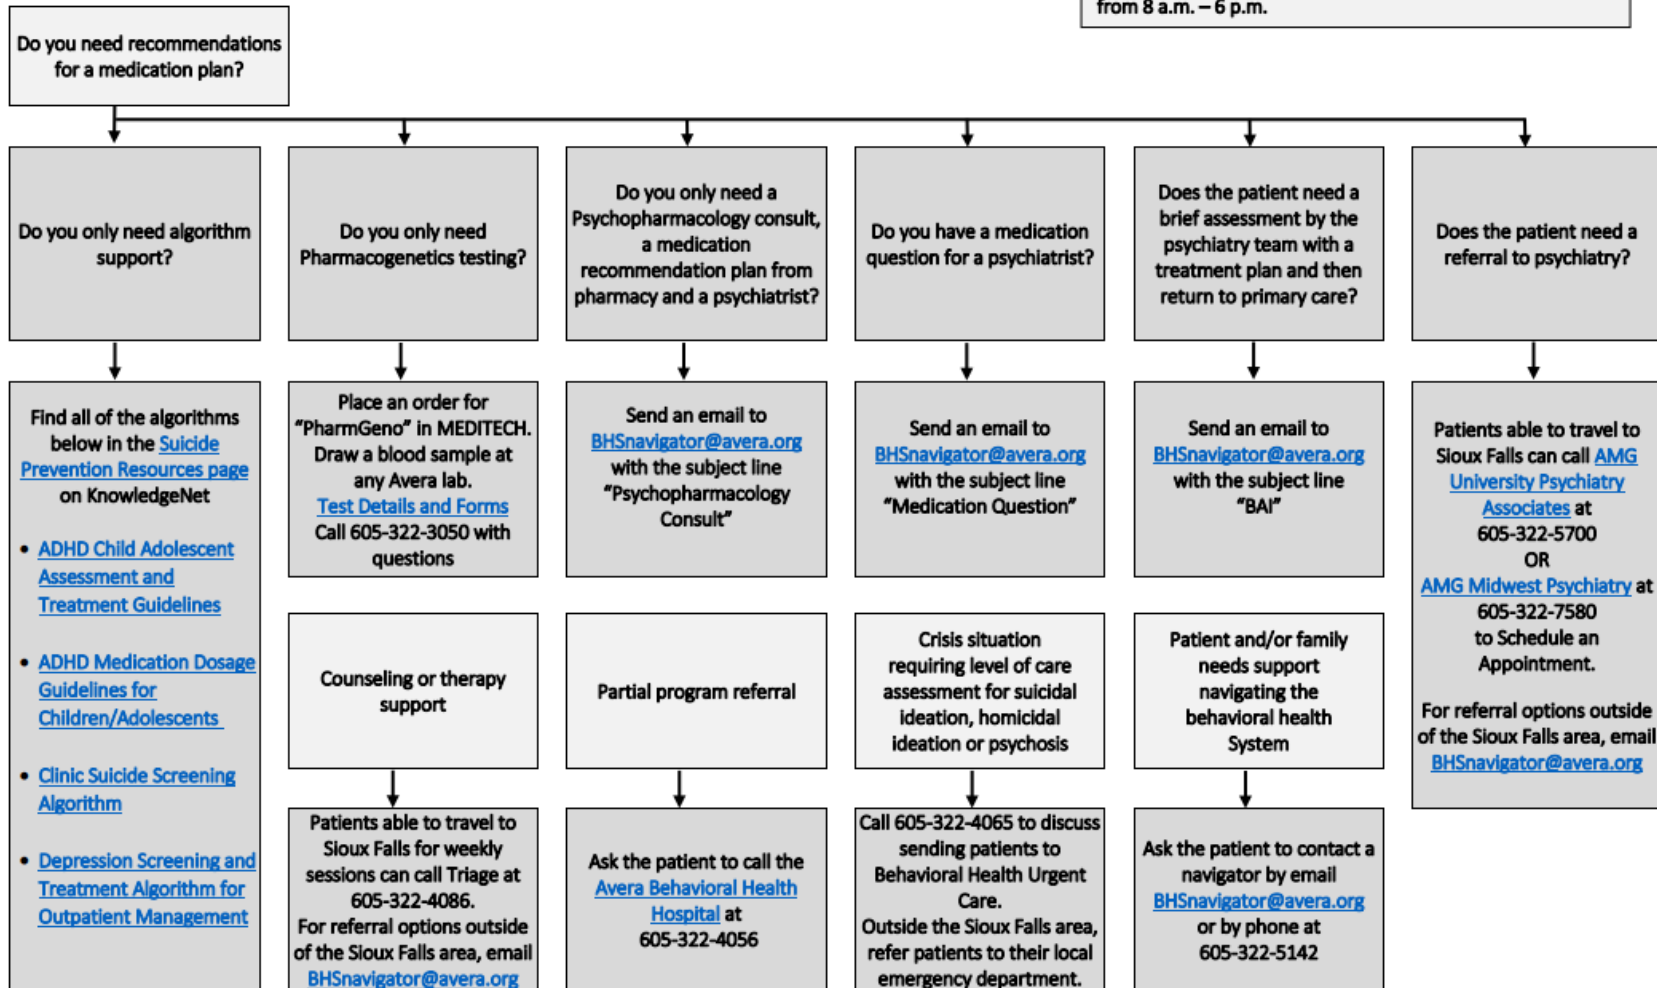 from 8 a.m. – 6 p.m.
Do you need recommendations
for a medication plan?
Do you only need algorithm
support?
Do you only need
Pharmacogenetics testing?
Do you only need a
Psychopharmacology consult,
a medication
recommendation plan from
pharmacy and a psychiatrist?
Do you have a medication
question for a psychiatrist?
Does the patient need a
brief assessment by the
psychiatry team with a
treatment plan and then
return to primary care?
Does the patient need a
referral to psychiatry?
Find all of the algorithms
below in the Suicide
Prevention Resources page
on KnowledgeNet
• ADHD Child Adolescent
Assessment and
Treatment Guidelines
• ADHD Medication Dosage
Guidelines for
Children/Adolescents
• Clinic Suicide Screening
Algorithm
• Depression Screening and
Treatment Algorithm for
Outpatient Management
Place an order for
“PharmGeno” in MEDITECH.
Draw a blood sample at
any Avera lab.
Test Details and Forms
Call 605-322-3050 with
questions
Send an email to
BHSnavigator@avera.org
with the subject line
“Psychopharmacology
Consult”
Send an email to
BHSnavigator@avera.org
with the subject line
“Medication Question”
Send an email to
BHSnavigator@avera.org
with the subject line
“BAI”
Patients able to travel to
Sioux Falls can call AMG
University Psychiatry
Associates at
605-322-5700
OR
AMG Midwest Psychiatry at
605-322-7580
to Schedule an
Appointment.
For referral options outside
of the Sioux Falls area, email
BHSnavigator@avera.org
Counseling or therapy
support
Partial program referral
Crisis situation
requiring level of care
assessment for suicidal
ideation, homicidal
ideation or psychosis
Patient and/or family
needs support
navigating the
behavioral health
System
Patients able to travel to
Sioux Falls for weekly
sessions can call Triage at
605-322-4086.
For referral options outside
of the Sioux Falls area, email
BHSnavigator@avera.org
Ask the patient to call the
Avera Behavioral Health
Hospital at
605-322-4056
Call 605-322-4065 to discuss
sending patients to
Behavioral Health Urgent
Care.
Outside the Sioux Falls area,
refer patients to their local
emergency department.
Ask the patient to contact a
navigator by email
BHSnavigator@avera.org
or by phone at
605-322-5142